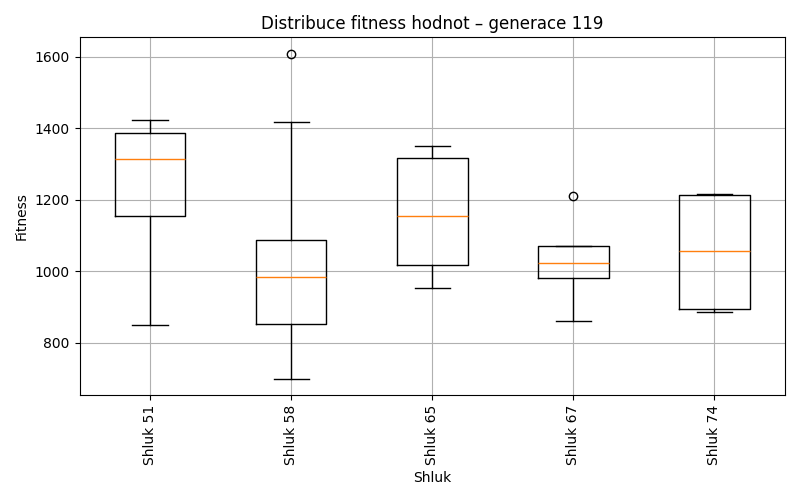 Distribuce fitness hodnot – generace 119
1600
1400
1200
1000
800
Fitness
Shluk 51
Shluk 58
Shluk 65
Shluk 67
Shluk 74
Shluk